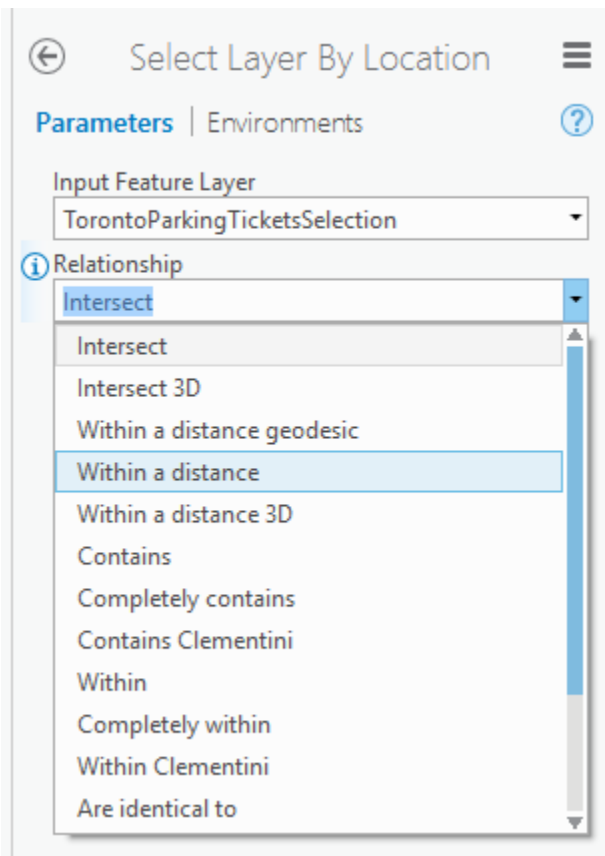 Select Layer By Location
Parameters | Environments
Input Feature Layer
TorontoParkingTicketsSelection
Relationship
Intersect
Intersect
Intersect 3D
Within a distance geodesic
Within a distance
Within a distance 3D
Contains
Completely contains
Contains Clementini
Within
Completely within
Within Clementini
Are identical to